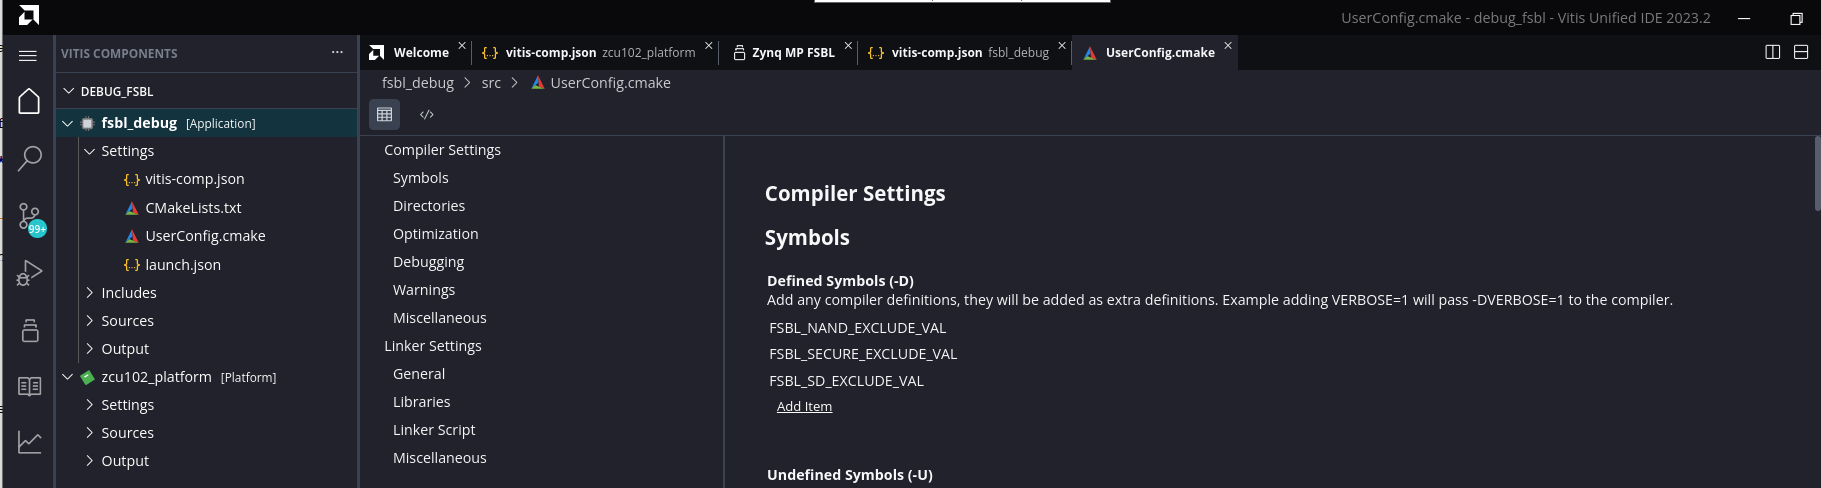 UserConfig.cmake - debug_fsbl - Vitis Unified IDE 2023.2
VITIS COMPONENTS
Welcome
vitis-comp.json zcu102_platform
Zynq MP FSBL
vitis-comp.json fsbl_debug
UserConfig.cmake
DEBUG_FSBL
fsbl_debug [Application]
Settings
vitis-comp.json
CMakeLists.txt
UserConfig.cmake
launch.json
Includes
Sources
Output
zcu102_platform [Platform]
Settings
Sources
Output
99+
fsbl_debug > src > UserConfig.cmake
Compiler Settings
Symbols
Directories
Optimization
Debugging
Warnings
Miscellaneous
Linker Settings
General
Libraries
Linker Script
Miscellaneous
Compiler Settings
Symbols
Defined Symbols (-D)
Add any compiler definitions, they will be added as extra definitions. Example adding VERBOSE=1 will pass -DVERBOSE=1 to the compiler.
FSBL_NAND_EXCLUDE_VAL
FSBL_SECURE_EXCLUDE_VAL
FSBL_SD_EXCLUDE_VAL
Add Item
Undefined Symbols (-U)